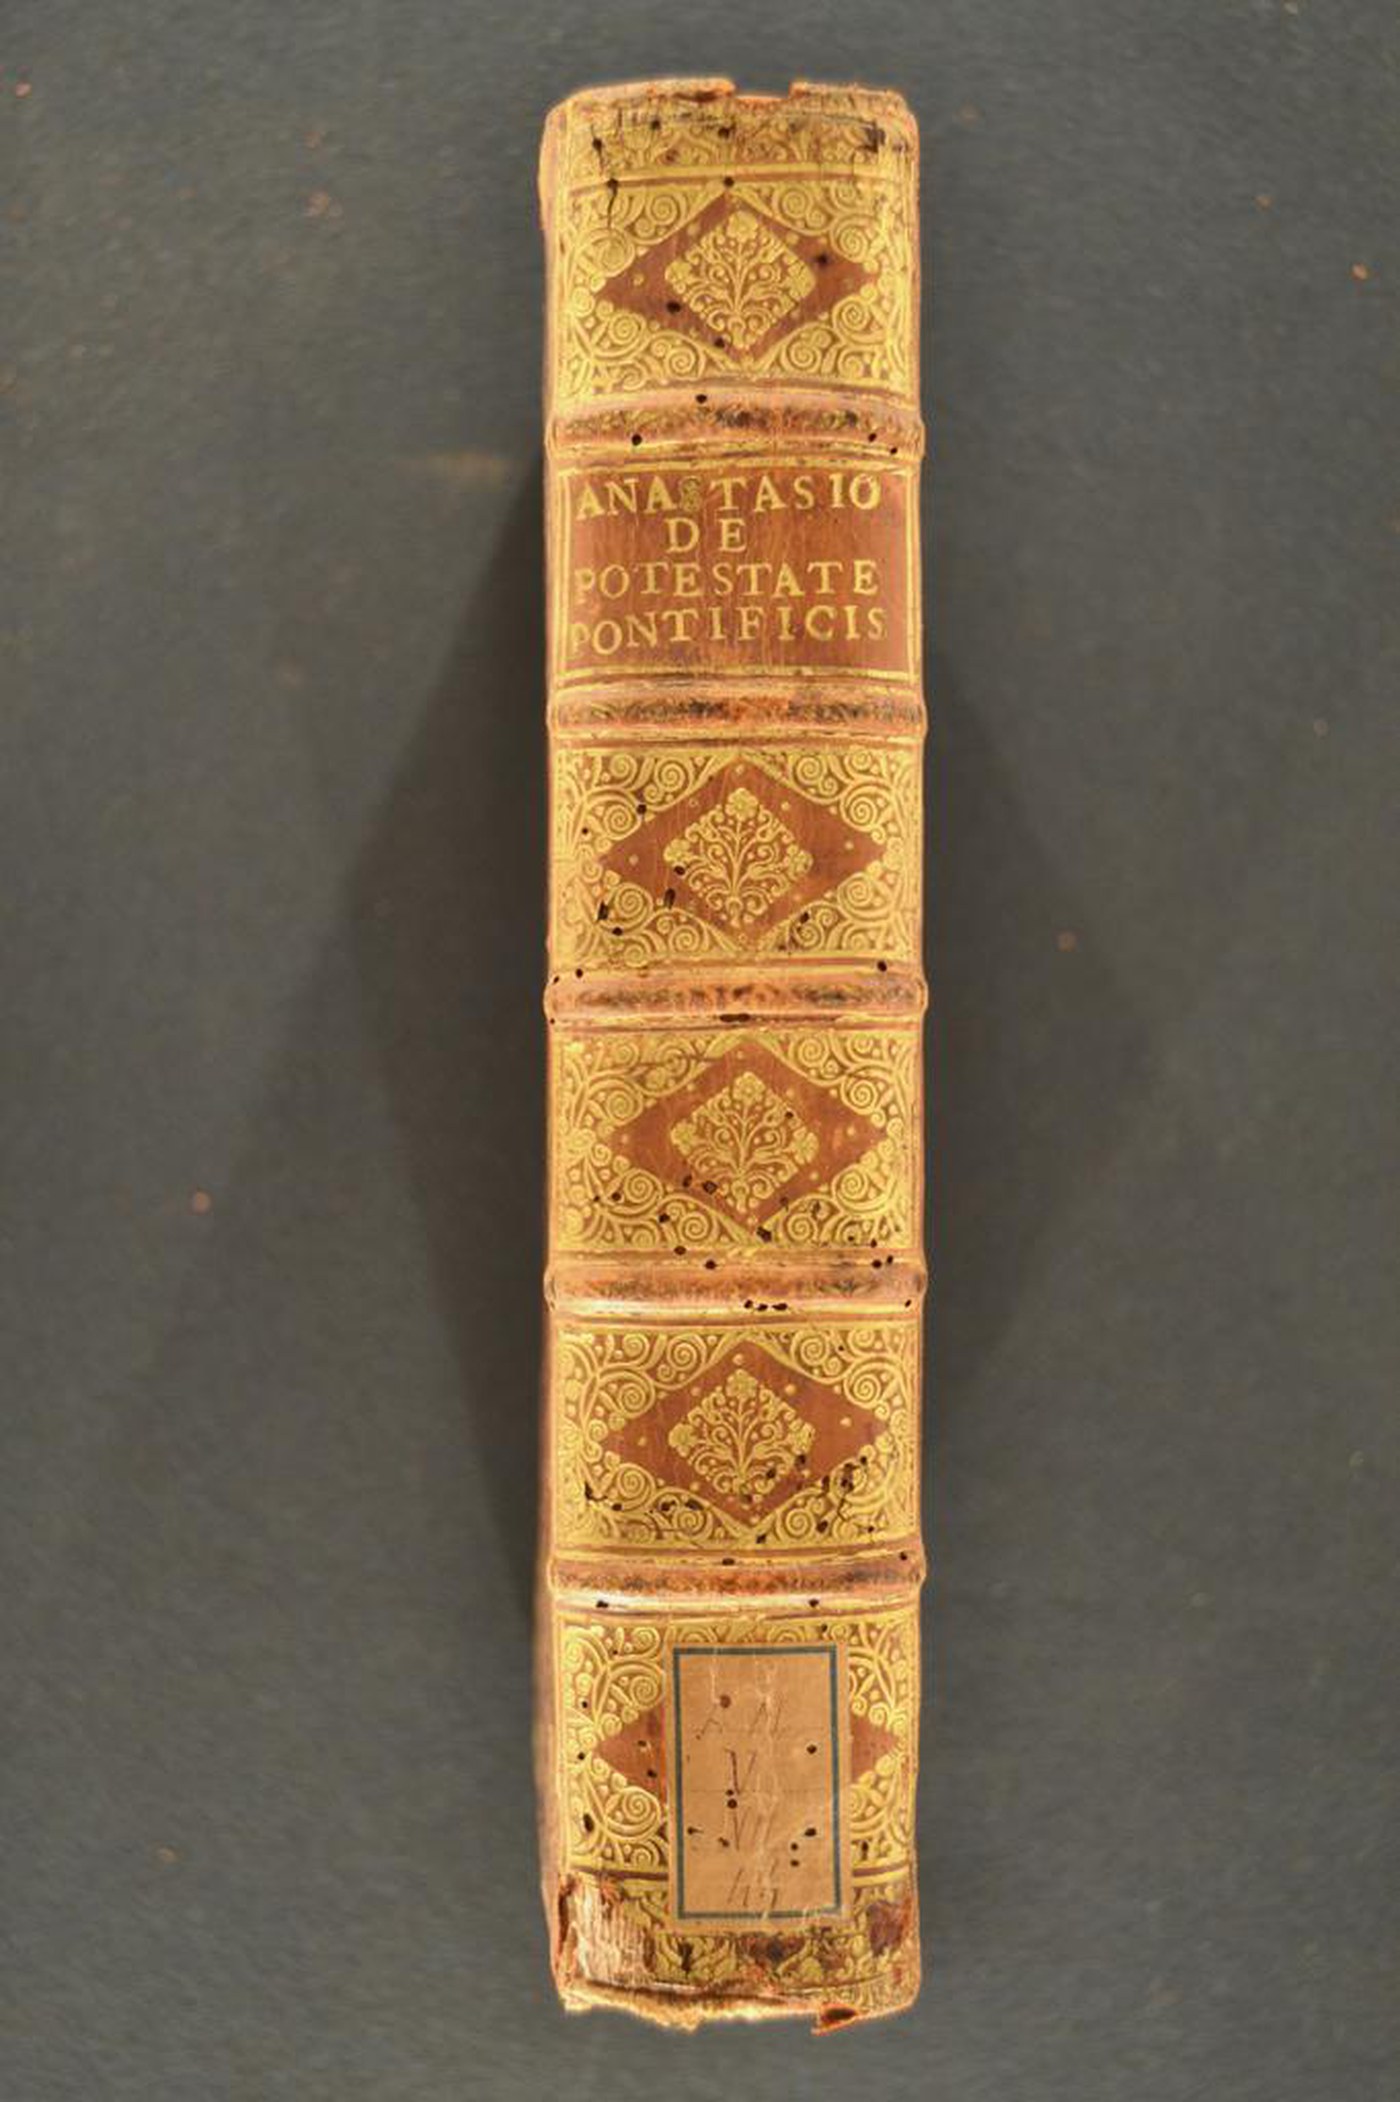 ANASTASIO
DE
POTESTATE
PONTIFICIS
V